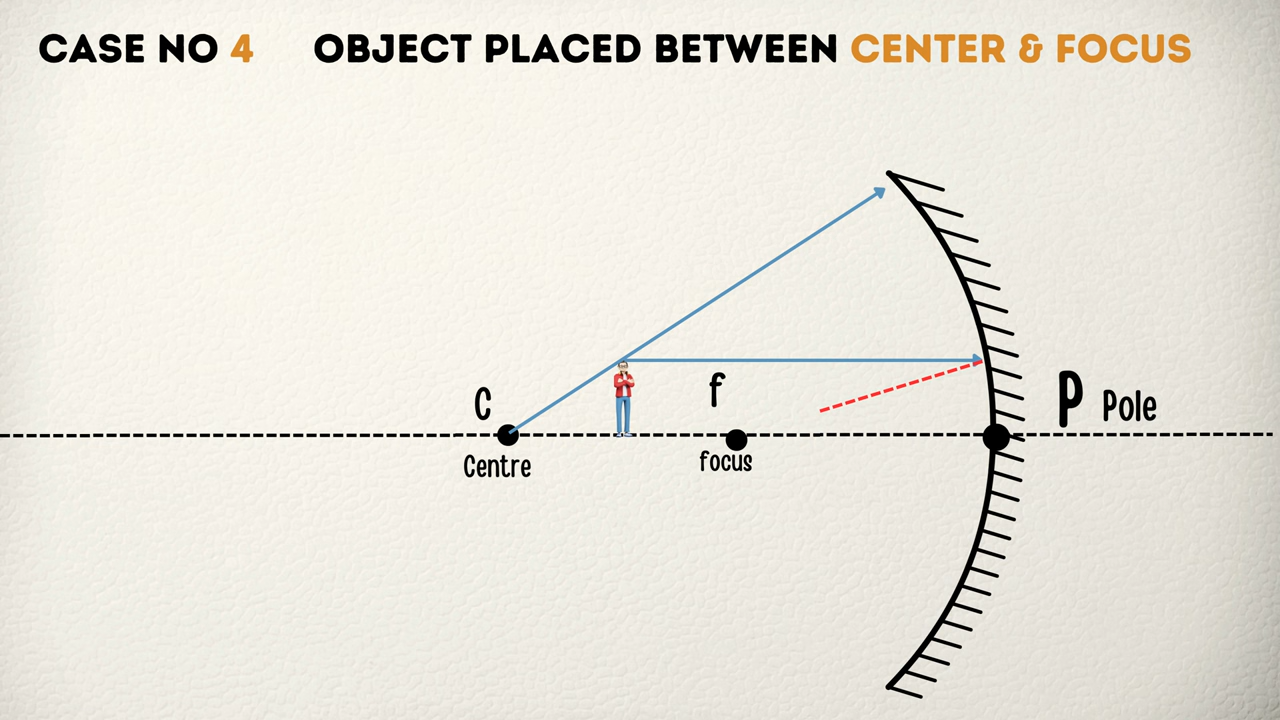 CASE NO 4 OBJECT PLACED BETWEEN CENTER & FOCUS
C
f
P Pole
Centre
focus